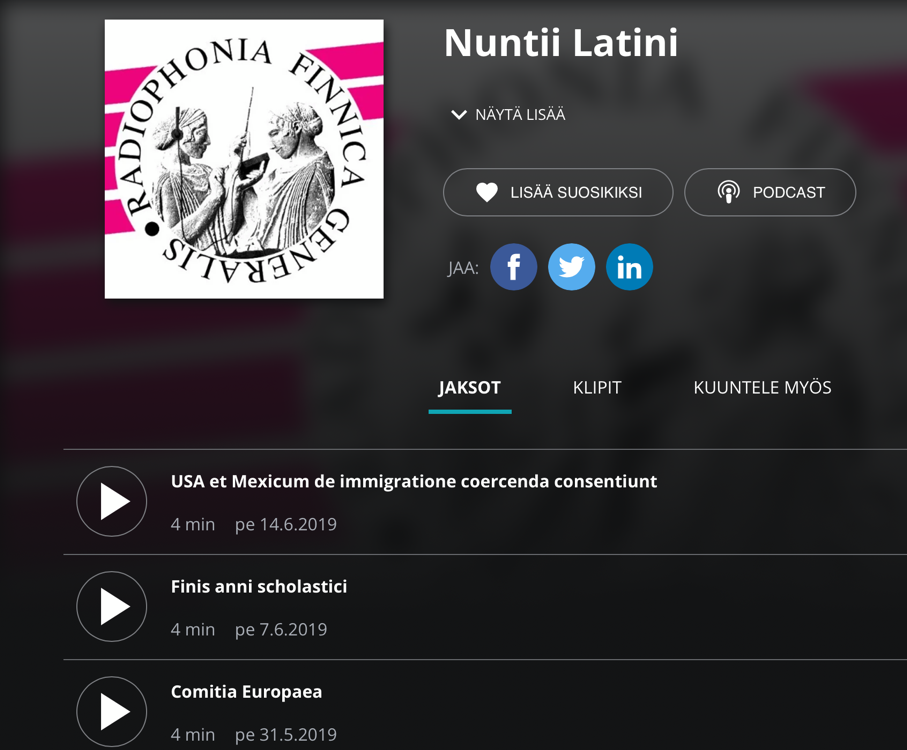 RADIOPHONIA FINNICA GENERALIS
Nuntii Latini
NÄYTÄ LISÄÄ
LISÄÄ SUOSIKIKSI
PODCAST
JAA:
JAKSOT
KLIPIT
KUUNTELE MYÖS
USA et Mexicum de immigratione coercenda consentiunt
4 min pe 14.6.2019
Finis anni scholastici
4 min pe 7.6.2019
Comitia Europaea
4 min pe 31.5.2019